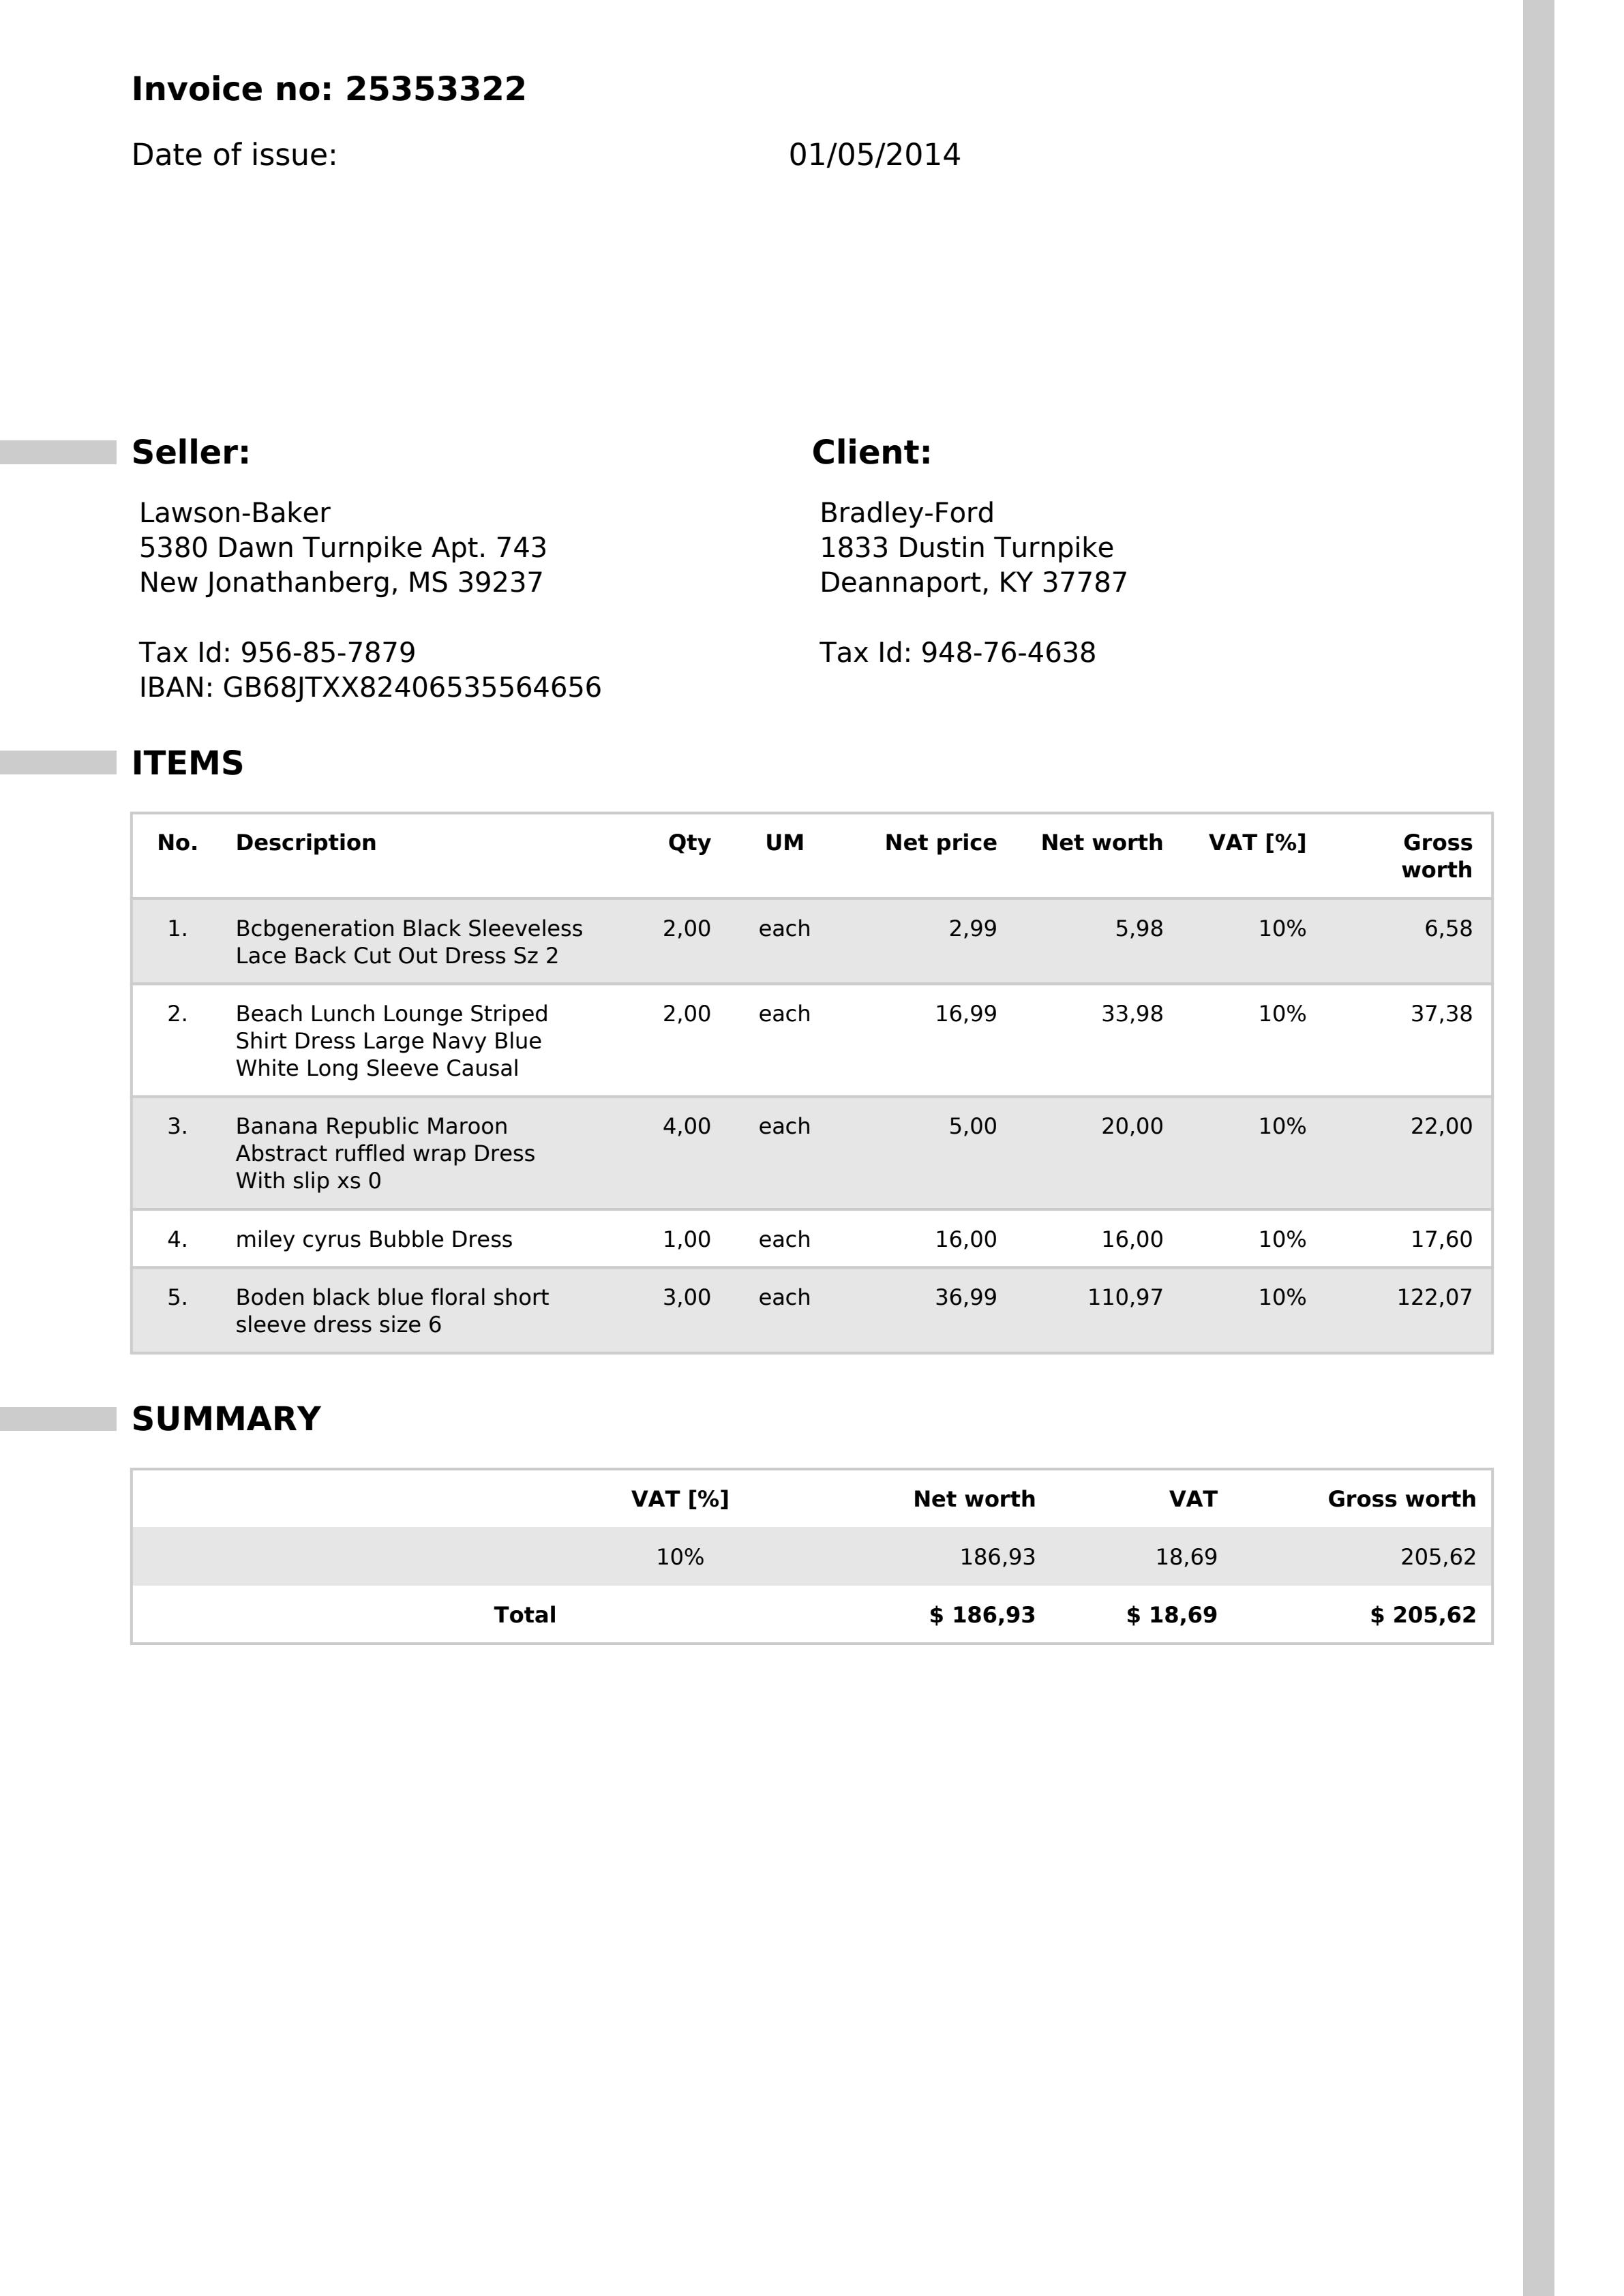 Invoice no: 25353322
Date of issue: 01/05/2014
Seller:
Lawson-Baker
5380 Dawn Turnpike Apt. 743
New Jonathanberg, MS 39237
Tax Id: 956-85-7879
IBAN: GB68JTXX82406535564656
Client:
Bradley-Ford
1833 Dustin Turnpike
Deannaport, KY 37787
Tax Id: 948-76-4638
ITEMS
No. Description Qty UM Net price Net worth VAT [%] Gross
worth
1. Bcbgeneration Black Sleeveless 2,00 each 2,99 5,98 10% 6,58
Lace Back Cut Out Dress Sz 2
2. Beach Lunch Lounge Striped 2,00 each 16,99 33,98 10% 37,38
Shirt Dress Large Navy Blue
White Long Sleeve Causal
3. Banana Republic Maroon 4,00 each 5,00 20,00 10% 22,00
Abstract ruffled wrap Dress
With slip xs 0
4. miley cyrus Bubble Dress 1,00 each 16,00 16,00 10% 17,60
5. Boden black blue floral short 3,00 each 36,99 110,97 10% 122,07
sleeve dress size 6
SUMMARY
VAT [%] Net worth VAT Gross worth
10% 186,93 18,69 205,62
Total $ 186,93 $ 18,69 $ 205,62